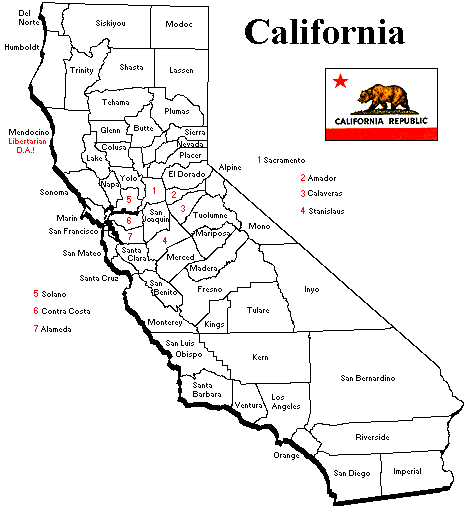 California
CALIFORNIA REPUBLIC
Del
Norte
Siskiyou
Modoc
Humboldt
Trinity
Shasta
Lassen
Tehama
Plumas
Mendocino
Libertarian
D.A.!
Glenn
Butte
Sierra
Colusa
Nevada
Lake
Placer
Yolo
El Dorado
Alpine
1 Sacramento
2 Amador
3 Calaveras
4 Stanislaus
Sonoma
Napa
1
2
5
3
Marin
6
San
Joaquin
Tuolumne
Mono
San Francisco
7
4
Mariposa
San Mateo
Santa
Clara
Merced
Madera
Santa Cruz
San
Benito
Fresno
Inyo
5 Solano
6 Contra Costa
7 Alameda
Monterey
Kings
Tulare
San Luis
Obispo
Kern
San Bernardino
Santa
Barbara
Ventura
Los
Angeles
Orange
Riverside
San Diego
Imperial